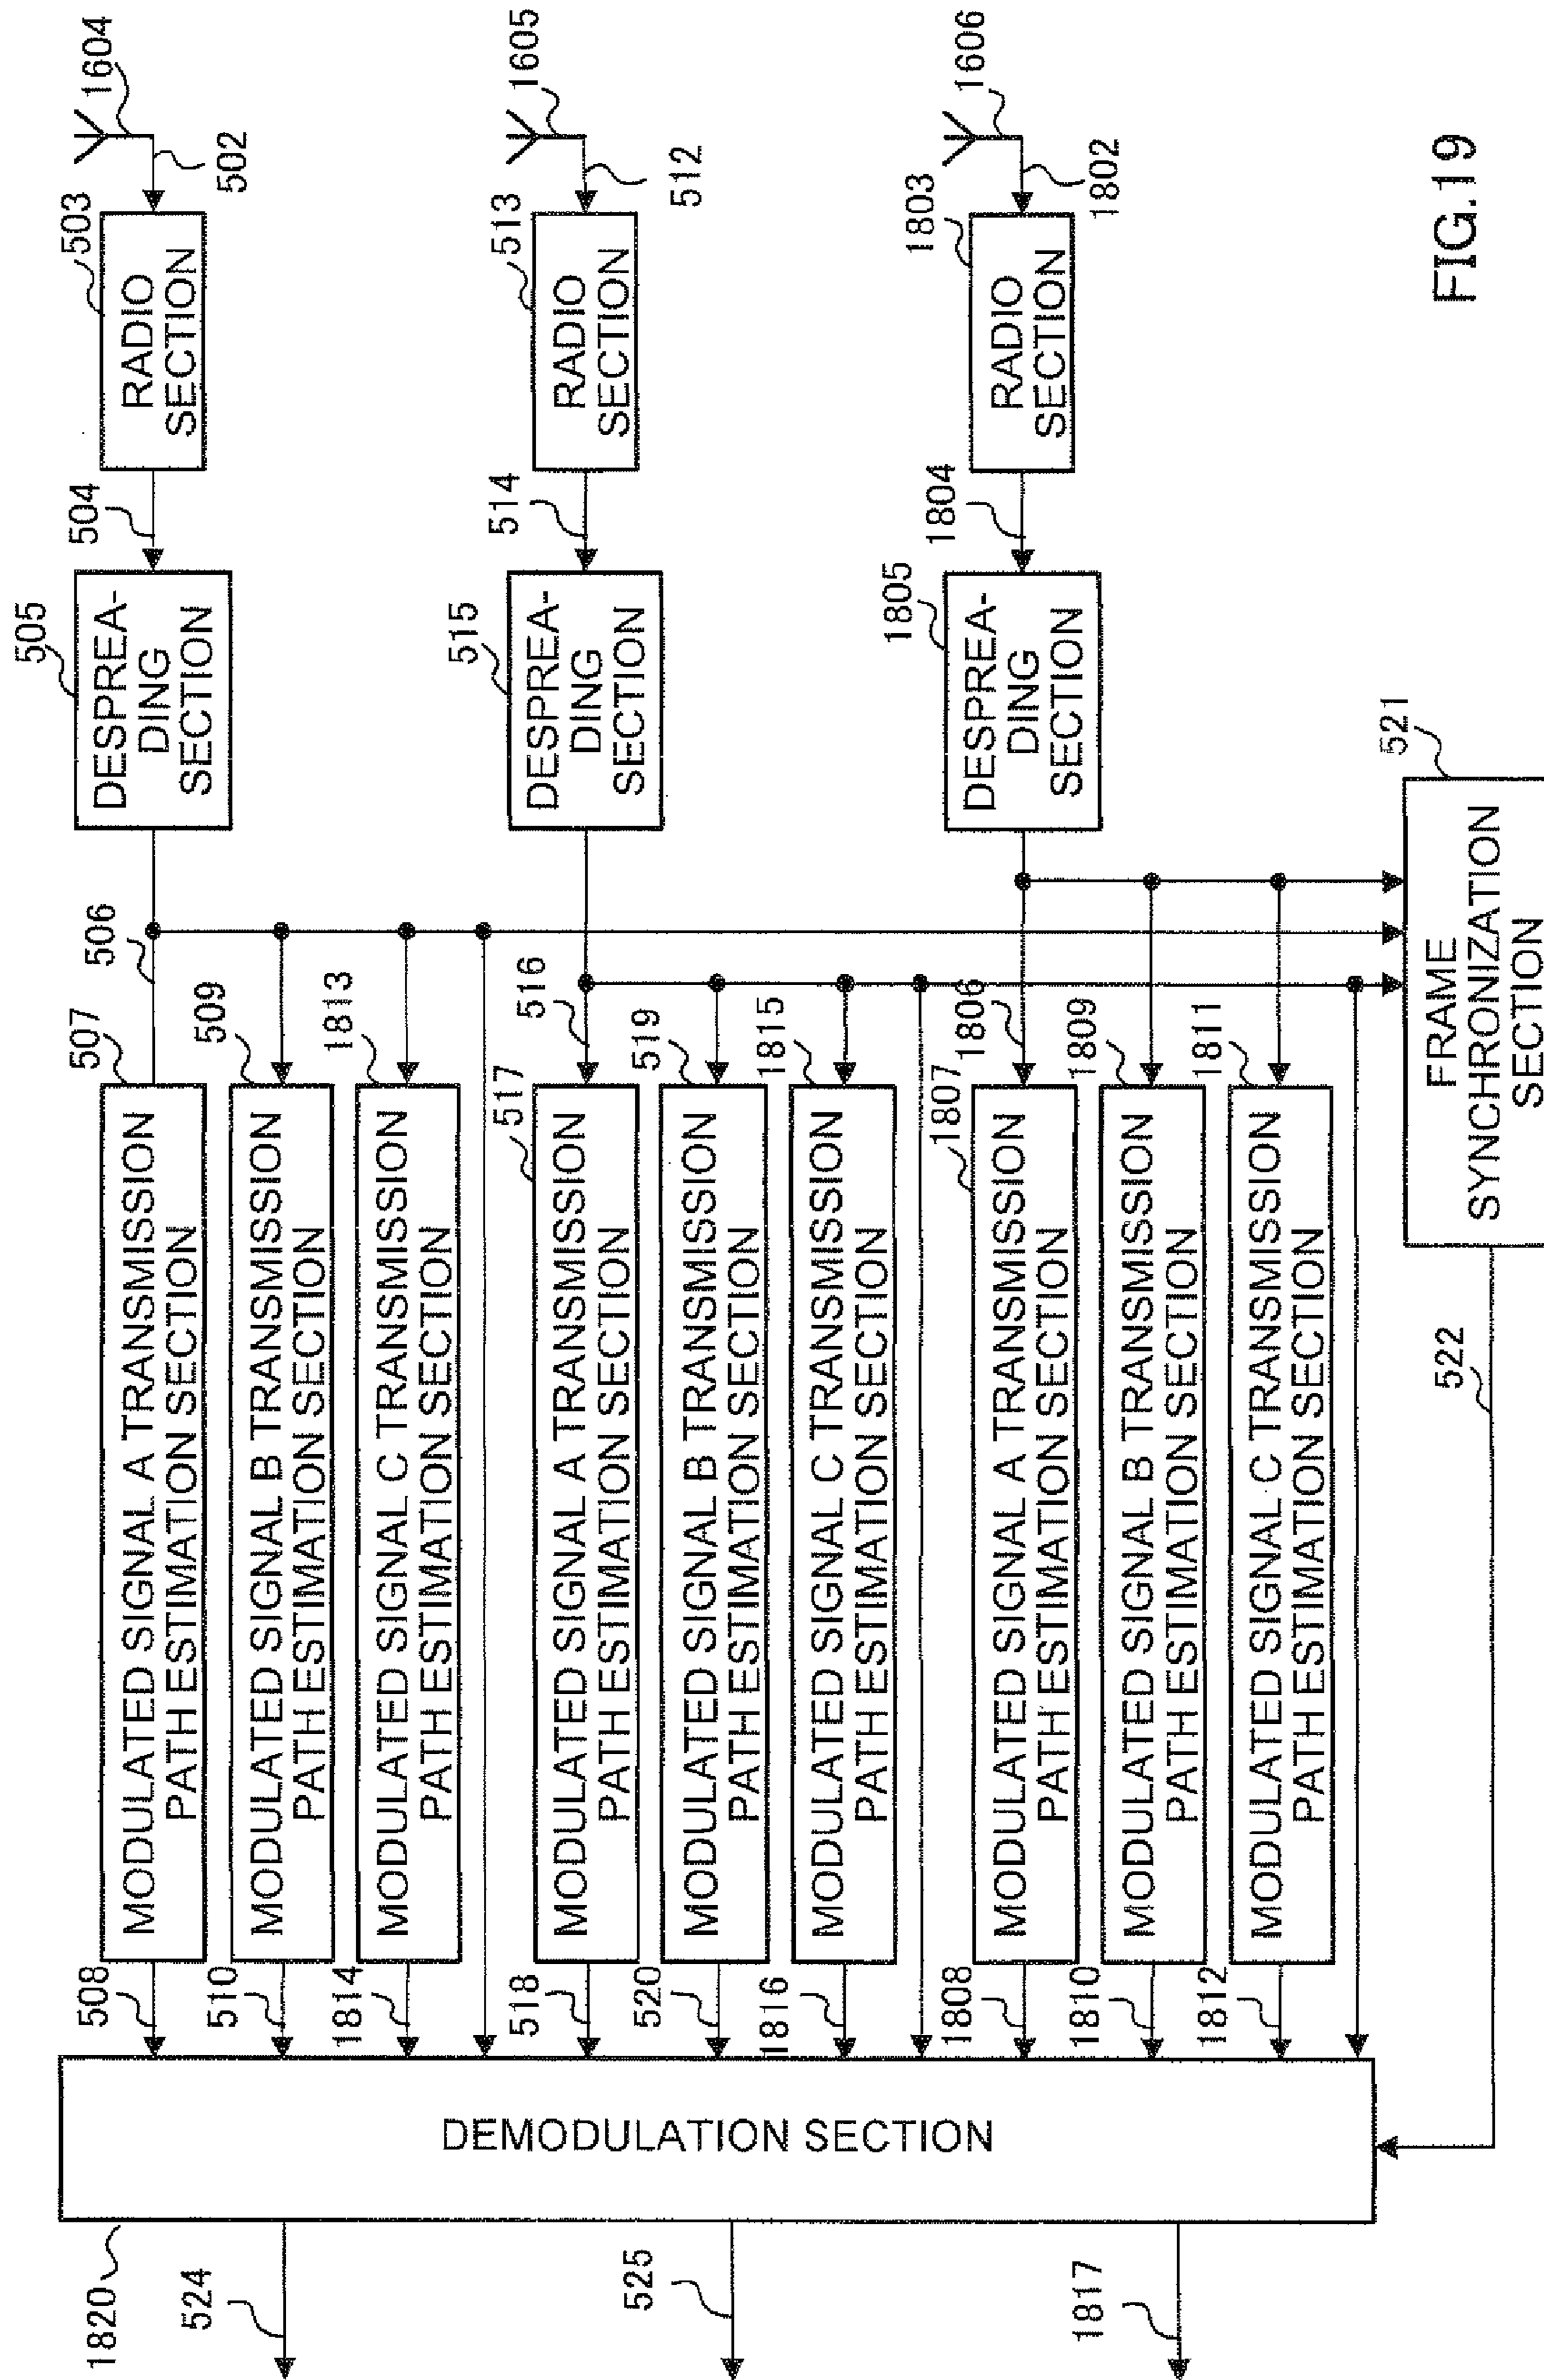 1604
502
503
RADIO
SECTION
504
505
DESPREA-
DING
SECTION
506
507
MODULATED SIGNAL A TRANSMISSION
PATH ESTIMATION SECTION
508
509
MODULATED SIGNAL B TRANSMISSION
PATH ESTIMATION SECTION
510
1813
MODULATED SIGNAL C TRANSMISSION
PATH ESTIMATION SECTION
1814
1605
512
513
RADIO
SECTION
514
515
DESPREA-
DING
SECTION
516
517
MODULATED SIGNAL A TRANSMISSION
PATH ESTIMATION SECTION
518
519
MODULATED SIGNAL B TRANSMISSION
PATH ESTIMATION SECTION
520
1815
MODULATED SIGNAL C TRANSMISSION
PATH ESTIMATION SECTION
1816
1606
1802
1803
RADIO
SECTION
1804
1805
DESPREA-
DING
SECTION
1806
1807
MODULATED SIGNAL A TRANSMISSION
PATH ESTIMATION SECTION
1808
1809
MODULATED SIGNAL B TRANSMISSION
PATH ESTIMATION SECTION
1810
1811
MODULATED SIGNAL C TRANSMISSION
PATH ESTIMATION SECTION
1812
521
FRAME
SYNCHRONIZATION
SECTION
522
DEMODULATION SECTION
1820
524
525
1817
FIG.19